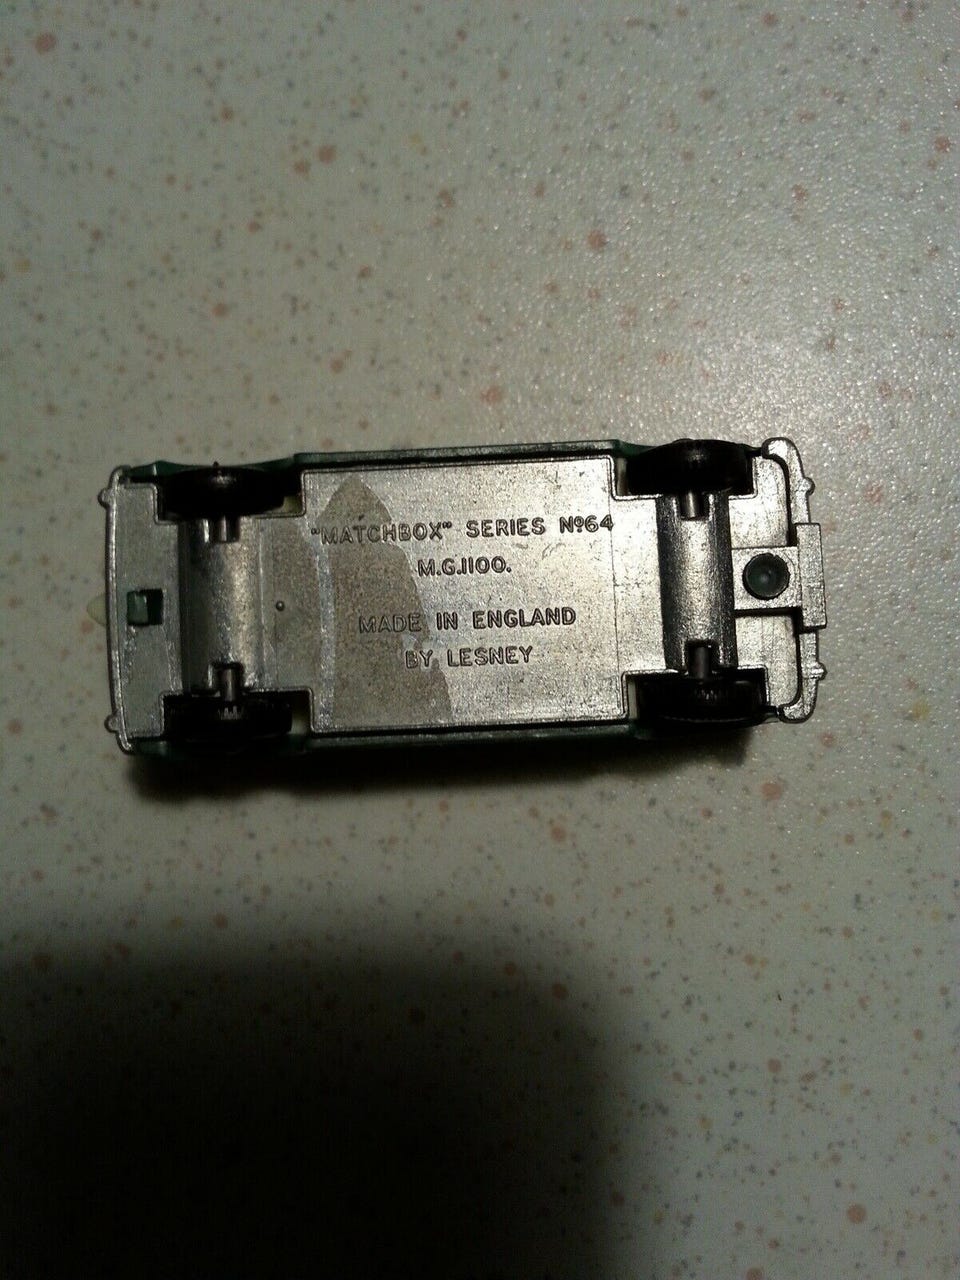 "MATCHBOX" SERIES Nº64
M.G.1100.
MADE IN ENGLAND
BY LESNEY